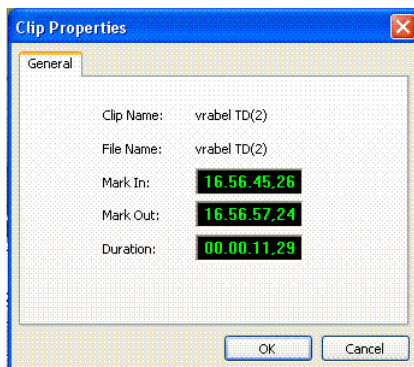 Clip Properties
General
Clip Name: vrabel TD(2)
File Name: vrabel TD(2)
Mark In: 16.56.45,26
Mark Out: 16.56.57,24
Duration: 00.00.11,29
OK Cancel